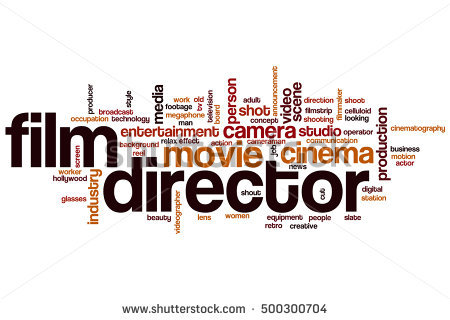 producer
style
media
work
old
tv
television
person
adult
announcement
video
scene
direction
shoot
filmmaker
broadcast
footage
megaphone
board
shot
filmstrip
celluloid
occupation technology
man
concept
shooting
looking
entertainment
camera
studio
operator
cinematography
production
film
screen
background
relax effect
action
cameraman
job
communication
business
reel
movie
cinema
motion
worker
news
actor
hollywood
director
industry
shout
cut
digital
glasses
station
beauty
videographer
lens
women
equipment
people
slate
retro
creative
shutterstock
www.shutterstock.com · 500300704